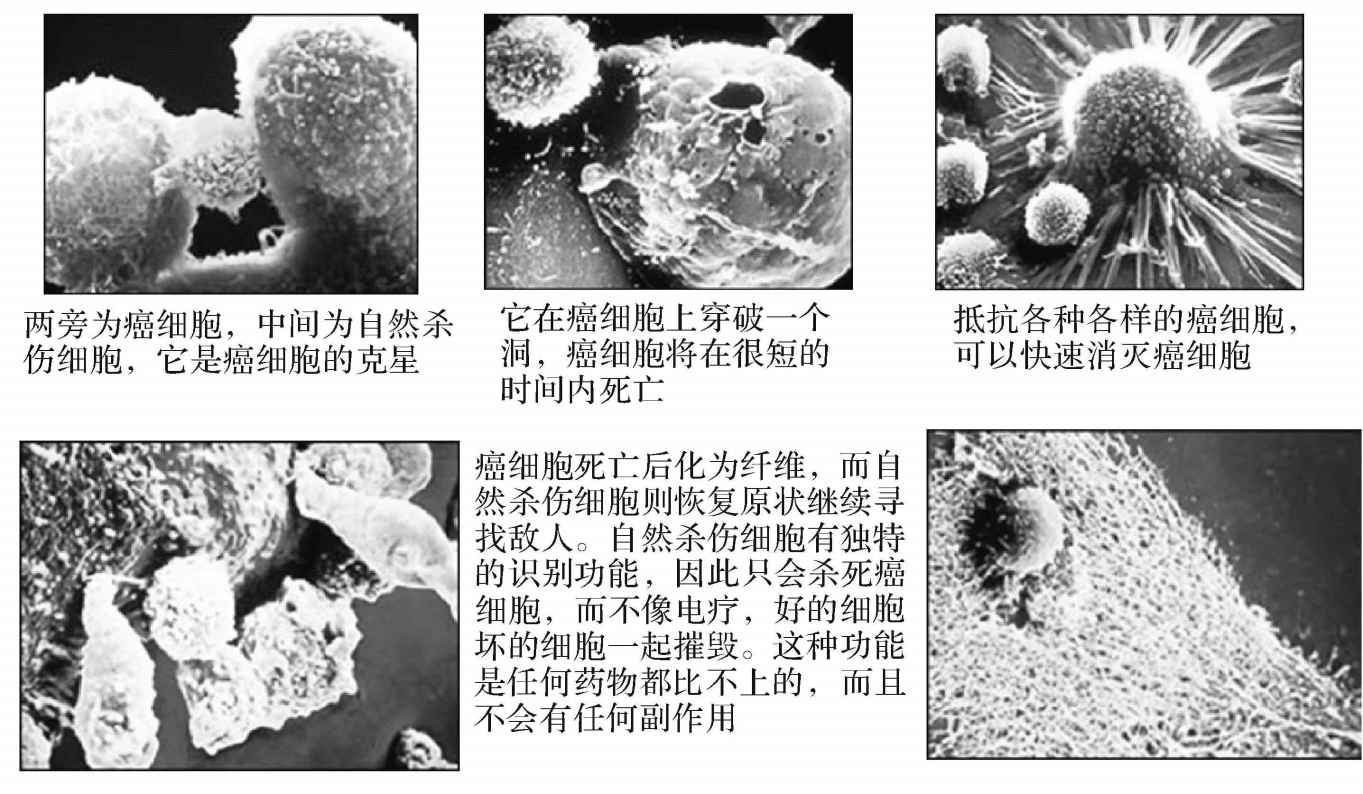 两旁为癌细胞，中间为自然杀
伤细胞，它是癌细胞的克星
它在癌细胞上穿破一个
洞，癌细胞将在很短的
时间内死亡
抵抗各种各样的癌细胞，
可以快速消灭癌细胞
癌细胞死亡后化为纤维，而自
然杀伤细胞则恢复原状继续寻
找敌人。自然杀伤细胞有独特
的识别功能，因此只会杀死癌
细胞，而不像电疗，好的细胞
坏的细胞一起摧毁。这种功能
是任何药物都比不上的，而且
不会有任何副作用